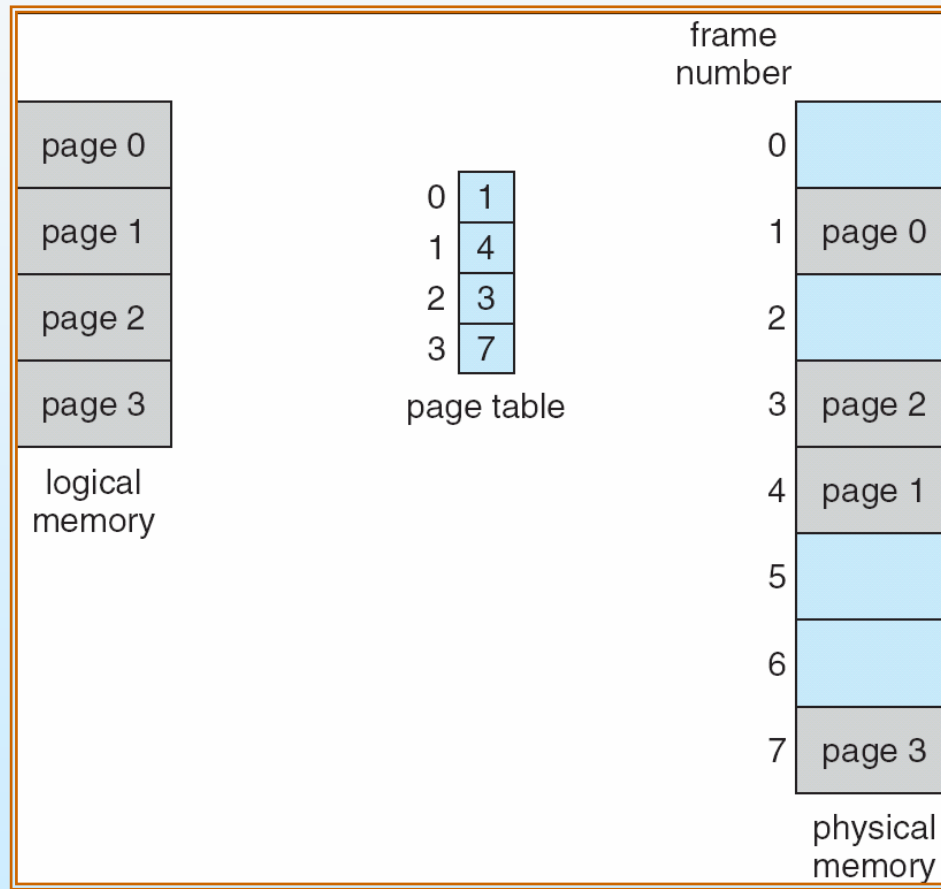 page 0
page 1
page 2
page 3
logical
memory
0 1
1 4
2 3
3 7
page table
frame
number
0
1 page 0
2
3 page 2
4 page 1
5
6
7 page 3
physical
memory